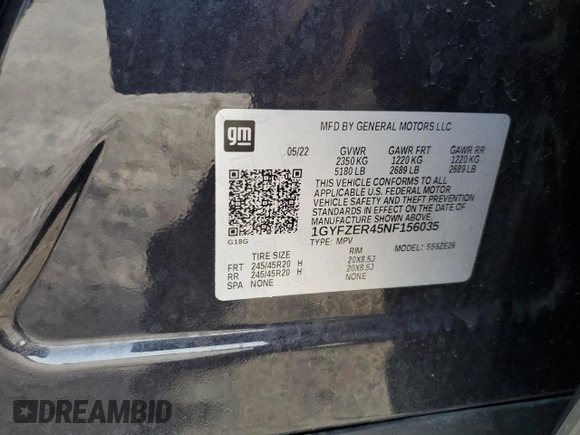 gm
MFD BY GENERAL MOTORS LLC
05/22 GVWR GAWR FRT GAWR RR
2350 KG 1220 KG 1220 KG
5180 LB 2689 LB 2689 LB
THIS VEHICLE CONFORMS TO ALL
APPLICABLE U.S. FEDERAL MOTOR
VEHICLE SAFETY AND THEFT PREVENTION
STANDARDS IN EFFECT ON THE DATE OF
MANUFACTURE SHOWN ABOVE.
1GYFZER45NF156035
G18G TYPE: MPV MODEL: 5S6ZE26
TIRE SIZE RIM
FRT 245/45R20 H 20X8.5J
RR 245/45R20 H 20X8.5J
SPA NONE NONE
DREAMBID